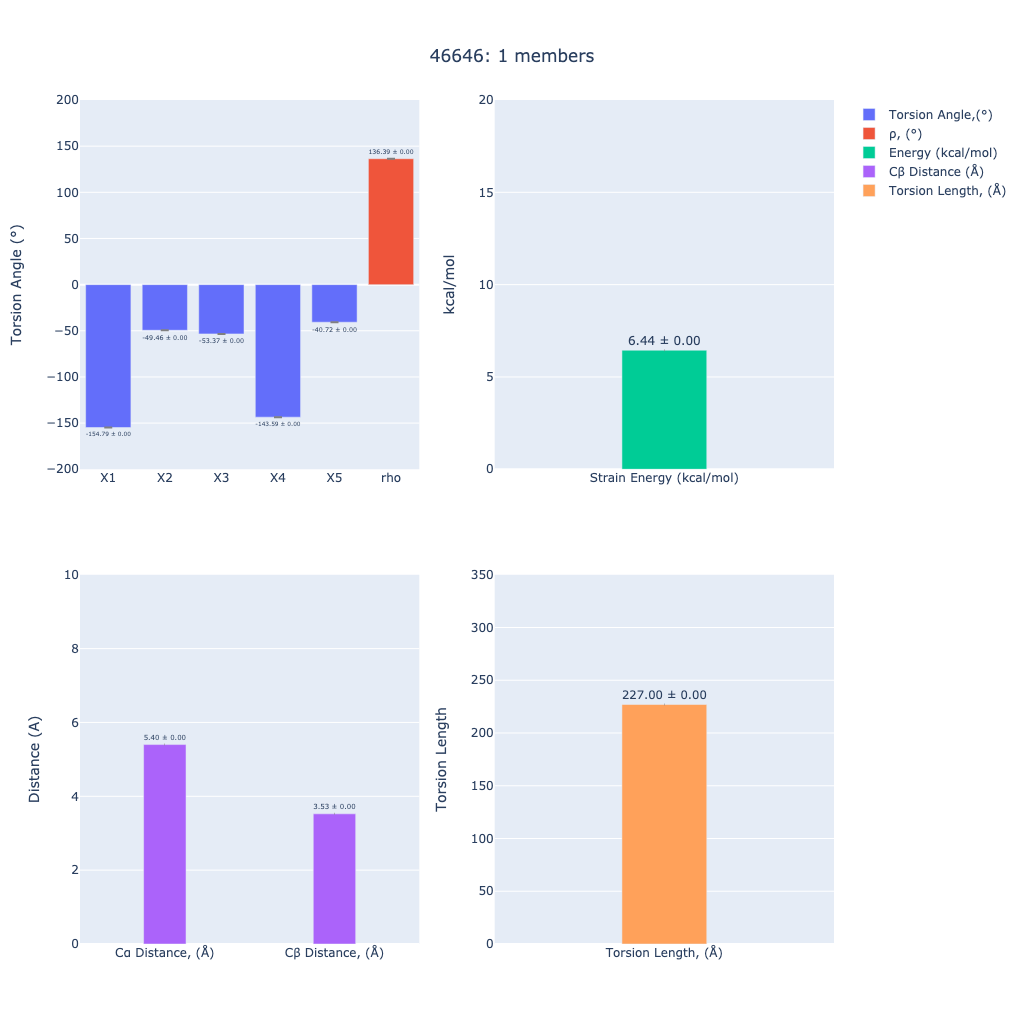 46646: 1 members
Torsion Angle (°)
200
150
100
50
0
−50
−100
−150
−200
136.39 ± 0.00
-49.46 ± 0.00
-53.37 ± 0.00
-40.72 ± 0.00
-154.79 ± 0.00
-143.59 ± 0.00
X1 X2 X3 X4 X5 rho
kcal/mol
20
15
10
5
0
6.44 ± 0.00
Strain Energy (kcal/mol)
Torsion Angle,(°)
ρ, (°)
Energy (kcal/mol)
Cβ Distance (Å)
Torsion Length, (Å)
Distance (A)
10
8
6
4
2
0
5.40 ± 0.00
3.53 ± 0.00
Cα Distance, (Å) Cβ Distance, (Å)
Torsion Length
350
300
250
200
150
100
50
0
227.00 ± 0.00
Torsion Length, (Å)